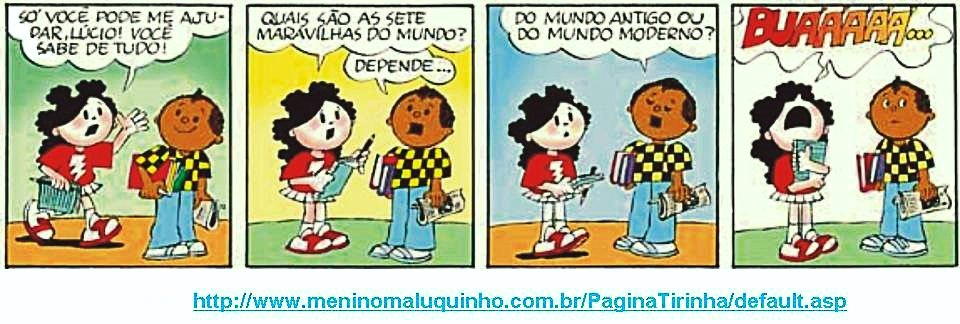 SÓ VOCÊ PODE ME AJU-
DAR, LÚCIO! VOCÊ
SABE DE TUDO!
QUAIS SÃO AS SETE
MARAVILHAS DO MUNDO?
DEPENDE...
DO MUNDO ANTIGO OU
DO MUNDO MODERNO?
BUÁÁÁÁÁ...
http://www.meninomaluquinho.com.br/PaginaTirinha/default.asp